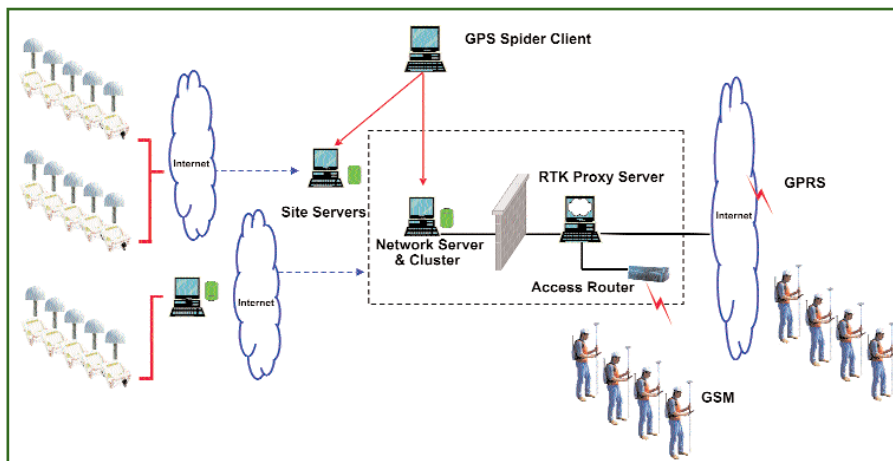 GPS Spider Client
Internet
Site Servers
RTK Proxy Server
GPRS
Internet
Network Server
& Cluster
Internet
Access Router
GSM